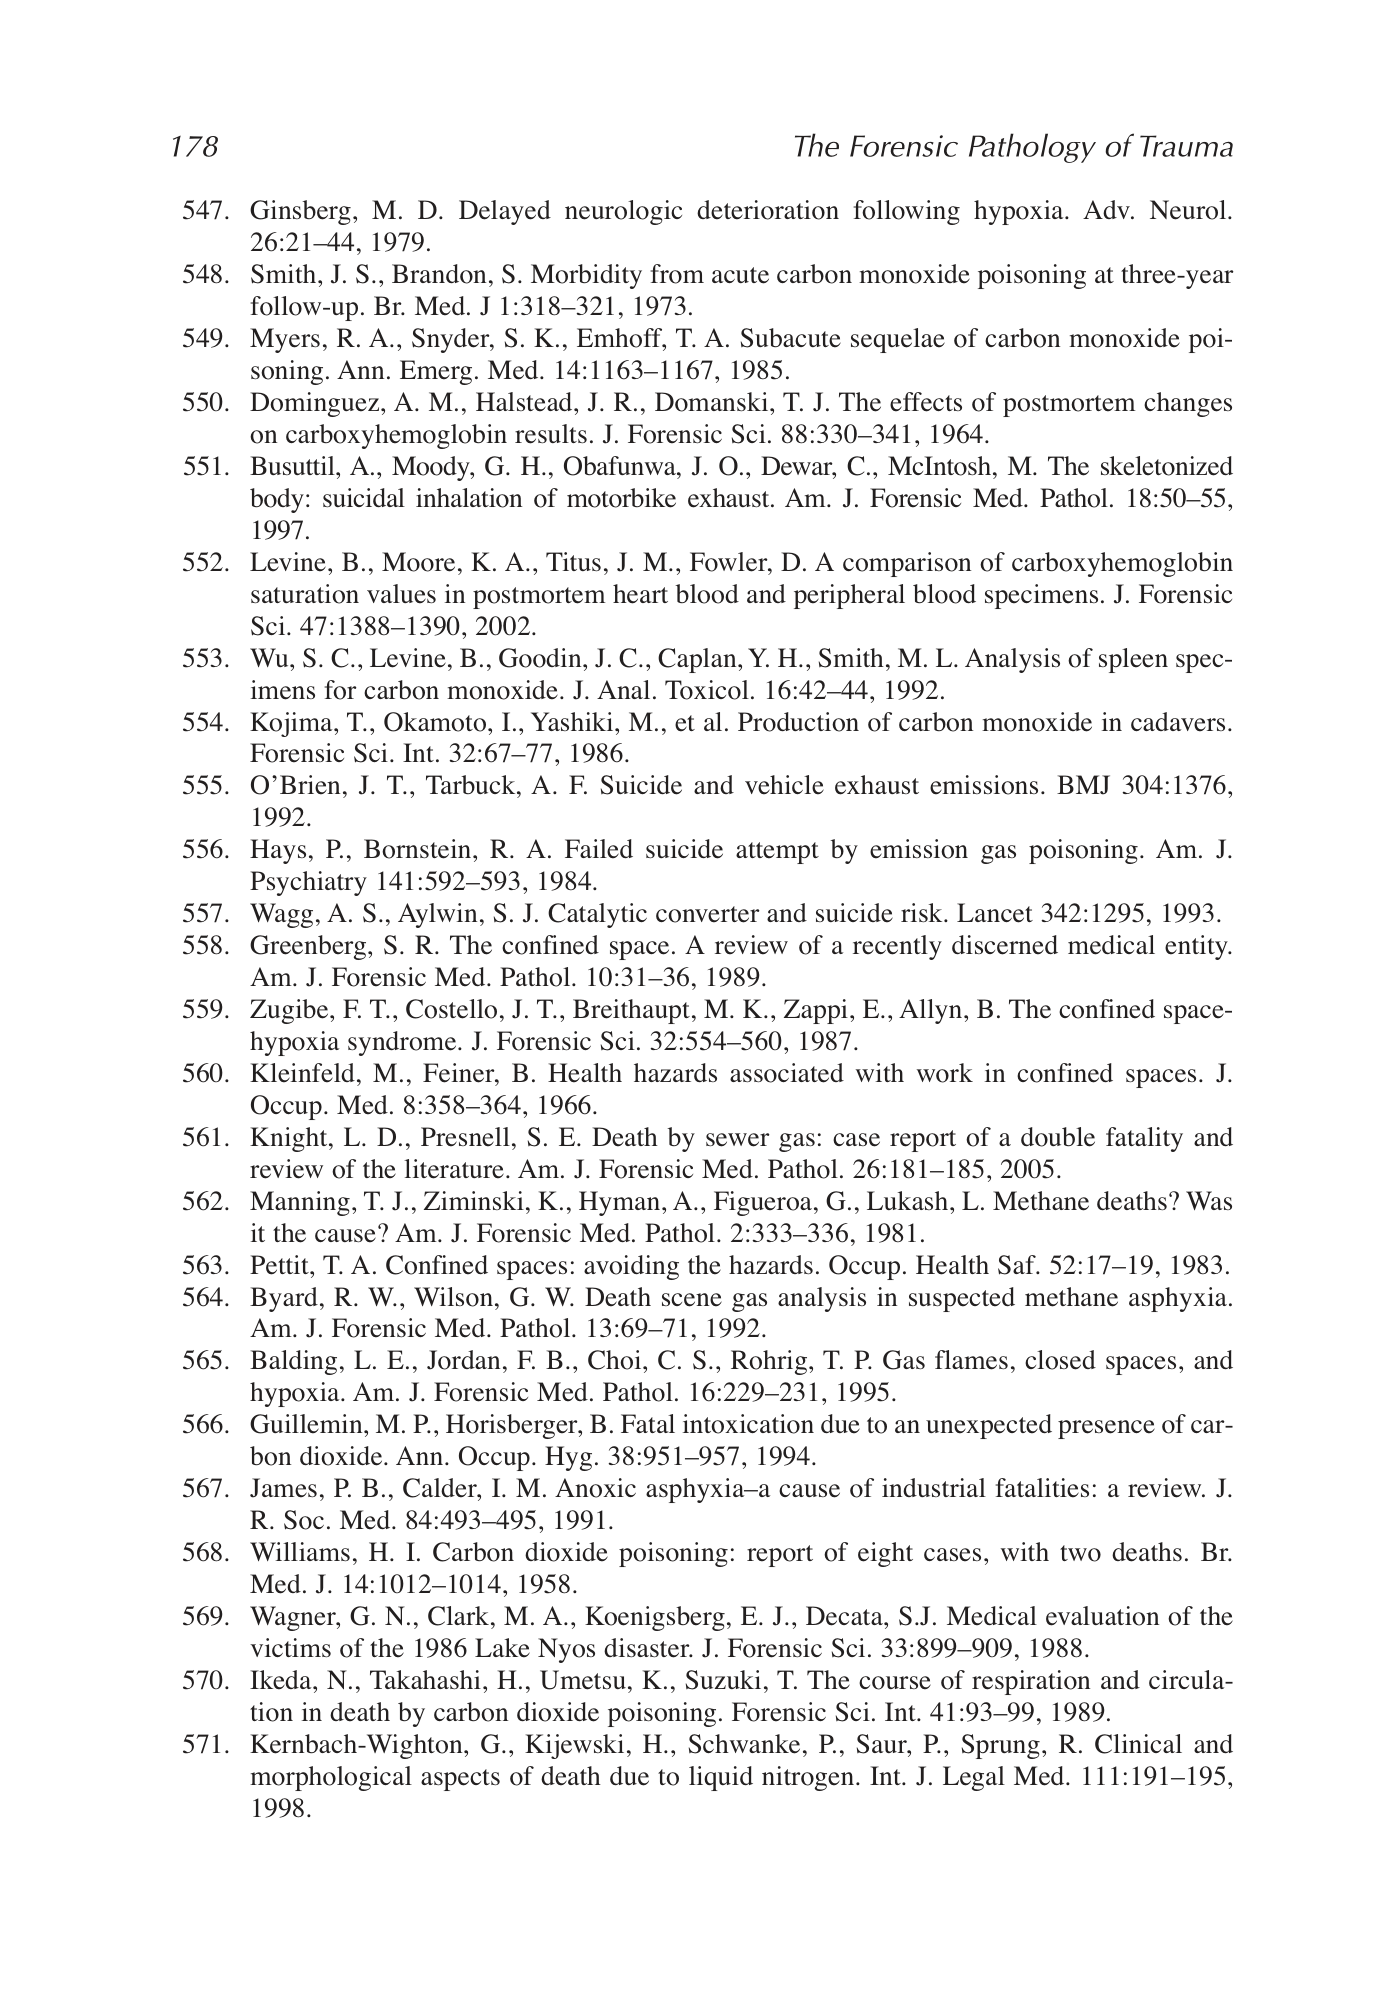 178 The Forensic Pathology of Trauma
547. Ginsberg, M. D. Delayed neurologic deterioration following hypoxia. Adv. Neurol.
26:21–44, 1979.
548. Smith, J. S., Brandon, S. Morbidity from acute carbon monoxide poisoning at three-year
follow-up. Br. Med. J 1:318–321, 1973.
549. Myers, R. A., Snyder, S. K., Emhoff, T. A. Subacute sequelae of carbon monoxide poi-
soning. Ann. Emerg. Med. 14:1163–1167, 1985.
550. Dominguez, A. M., Halstead, J. R., Domanski, T. J. The effects of postmortem changes
on carboxyhemoglobin results. J. Forensic Sci. 88:330–341, 1964.
551. Busuttil, A., Moody, G. H., Obafunwa, J. O., Dewar, C., McIntosh, M. The skeletonized
body: suicidal inhalation of motorbike exhaust. Am. J. Forensic Med. Pathol. 18:50–55,
1997.
552. Levine, B., Moore, K. A., Titus, J. M., Fowler, D. A comparison of carboxyhemoglobin
saturation values in postmortem heart blood and peripheral blood specimens. J. Forensic
Sci. 47:1388–1390, 2002.
553. Wu, S. C., Levine, B., Goodin, J. C., Caplan, Y. H., Smith, M. L. Analysis of spleen spec-
imens for carbon monoxide. J. Anal. Toxicol. 16:42–44, 1992.
554. Kojima, T., Okamoto, I., Yashiki, M., et al. Production of carbon monoxide in cadavers.
Forensic Sci. Int. 32:67–77, 1986.
555. O’Brien, J. T., Tarbuck, A. F. Suicide and vehicle exhaust emissions. BMJ 304:1376,
1992.
556. Hays, P., Bornstein, R. A. Failed suicide attempt by emission gas poisoning. Am. J.
Psychiatry 141:592–593, 1984.
557. Wagg, A. S., Aylwin, S. J. Catalytic converter and suicide risk. Lancet 342:1295, 1993.
558. Greenberg, S. R. The confined space. A review of a recently discerned medical entity.
Am. J. Forensic Med. Pathol. 10:31–36, 1989.
559. Zugibe, F. T., Costello, J. T., Breithaupt, M. K., Zappi, E., Allyn, B. The confined space-
hypoxia syndrome. J. Forensic Sci. 32:554–560, 1987.
560. Kleinfeld, M., Feiner, B. Health hazards associated with work in confined spaces. J.
Occup. Med. 8:358–364, 1966.
561. Knight, L. D., Presnell, S. E. Death by sewer gas: case report of a double fatality and
review of the literature. Am. J. Forensic Med. Pathol. 26:181–185, 2005.
562. Manning, T. J., Ziminski, K., Hyman, A., Figueroa, G., Lukash, L. Methane deaths? Was
it the cause? Am. J. Forensic Med. Pathol. 2:333–336, 1981.
563. Pettit, T. A. Confined spaces: avoiding the hazards. Occup. Health Saf. 52:17–19, 1983.
564. Byard, R. W., Wilson, G. W. Death scene gas analysis in suspected methane asphyxia.
Am. J. Forensic Med. Pathol. 13:69–71, 1992.
565. Balding, L. E., Jordan, F. B., Choi, C. S., Rohrig, T. P. Gas flames, closed spaces, and
hypoxia. Am. J. Forensic Med. Pathol. 16:229–231, 1995.
566. Guillemin, M. P., Horisberger, B. Fatal intoxication due to an unexpected presence of car-
bon dioxide. Ann. Occup. Hyg. 38:951–957, 1994.
567. James, P. B., Calder, I. M. Anoxic asphyxia–a cause of industrial fatalities: a review. J.
R. Soc. Med. 84:493–495, 1991.
568. Williams, H. I. Carbon dioxide poisoning: report of eight cases, with two deaths. Br.
Med. J. 14:1012–1014, 1958.
569. Wagner, G. N., Clark, M. A., Koenigsberg, E. J., Decata, S.J. Medical evaluation of the
victims of the 1986 Lake Nyos disaster. J. Forensic Sci. 33:899–909, 1988.
570. Ikeda, N., Takahashi, H., Umetsu, K., Suzuki, T. The course of respiration and circula-
tion in death by carbon dioxide poisoning. Forensic Sci. Int. 41:93–99, 1989.
571. Kernbach-Wighton, G., Kijewski, H., Schwanke, P., Saur, P., Sprung, R. Clinical and
morphological aspects of death due to liquid nitrogen. Int. J. Legal Med. 111:191–195,
1998.